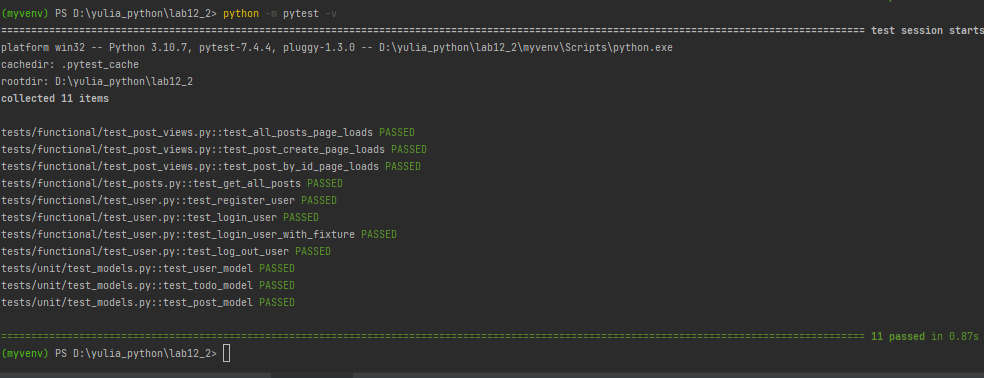 (myvenv) PS D:\yulia_python\lab12_2> python -m pytest -v
================================================================================================================================================ test session starts
platform win32 -- Python 3.10.7, pytest-7.4.4, pluggy-1.3.0 -- D:\yulia_python\lab12_2\myvenv\Scripts\python.exe
cachedir: .pytest_cache
rootdir: D:\yulia_python\lab12_2
collected 11 items
tests/functional/test_post_views.py::test_all_posts_page_loads PASSED
tests/functional/test_post_views.py::test_post_create_page_loads PASSED
tests/functional/test_post_views.py::test_post_by_id_page_loads PASSED
tests/functional/test_posts.py::test_get_all_posts PASSED
tests/functional/test_user.py::test_register_user PASSED
tests/functional/test_user.py::test_login_user PASSED
tests/functional/test_user.py::test_login_user_with_fixture PASSED
tests/functional/test_user.py::test_log_out_user PASSED
tests/unit/test_models.py::test_user_model PASSED
tests/unit/test_models.py::test_todo_model PASSED
tests/unit/test_models.py::test_post_model PASSED
================================================================================================================================================ 11 passed in 0.87s
(myvenv) PS D:\yulia_python\lab12_2>